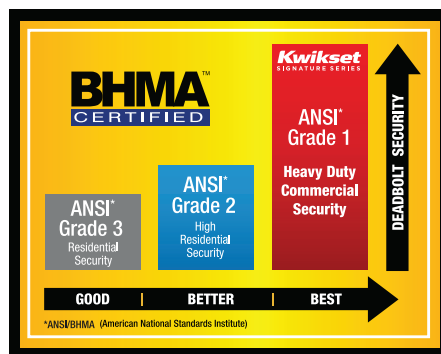 BHMA™
CERTIFIED
Kwikset
SIGNATURE SERIES
ANSI*
Grade 1
Heavy Duty
Commercial
Security
ANSI*
Grade 2
High
Residential
Security
ANSI*
Grade 3
Residential
Security
DEADBOLT SECURITY
GOOD | BETTER | BEST
*ANSI/BHMA (American National Standards Institute)